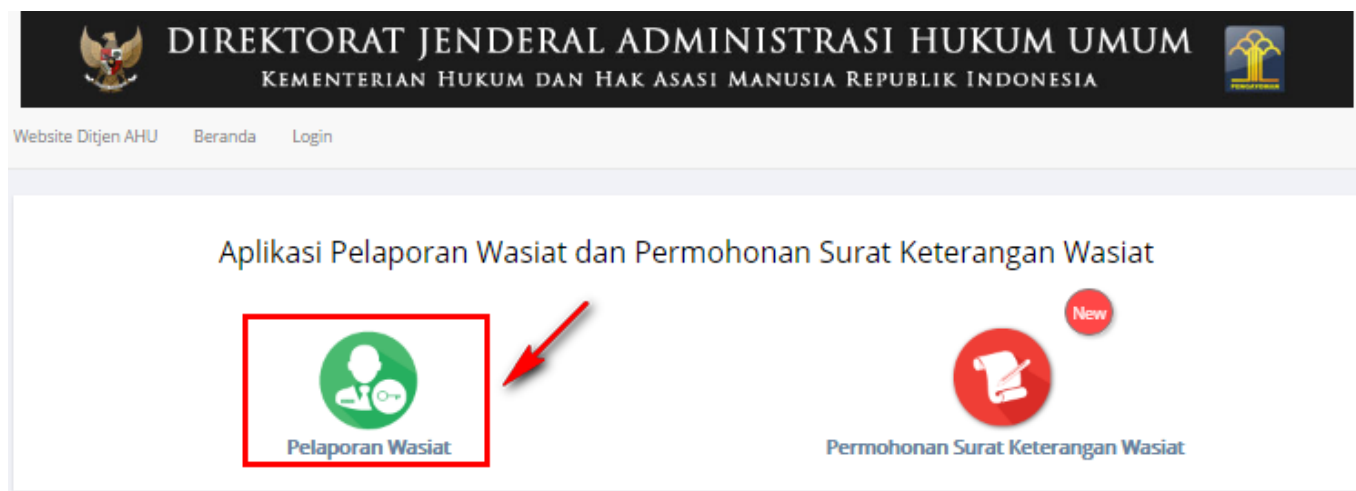 DIREKTORAT JENDERAL ADMINISTRASI HUKUM UMUM
KEMENTERIAN HUKUM DAN HAK ASASI MANUSIA REPUBLIK INDONESIA
PENGAYOMAN
Website Ditjen AHU Beranda Login
Aplikasi Pelaporan Wasiat dan Permohonan Surat Keterangan Wasiat
New
Pelaporan Wasiat Permohonan Surat Keterangan Wasiat